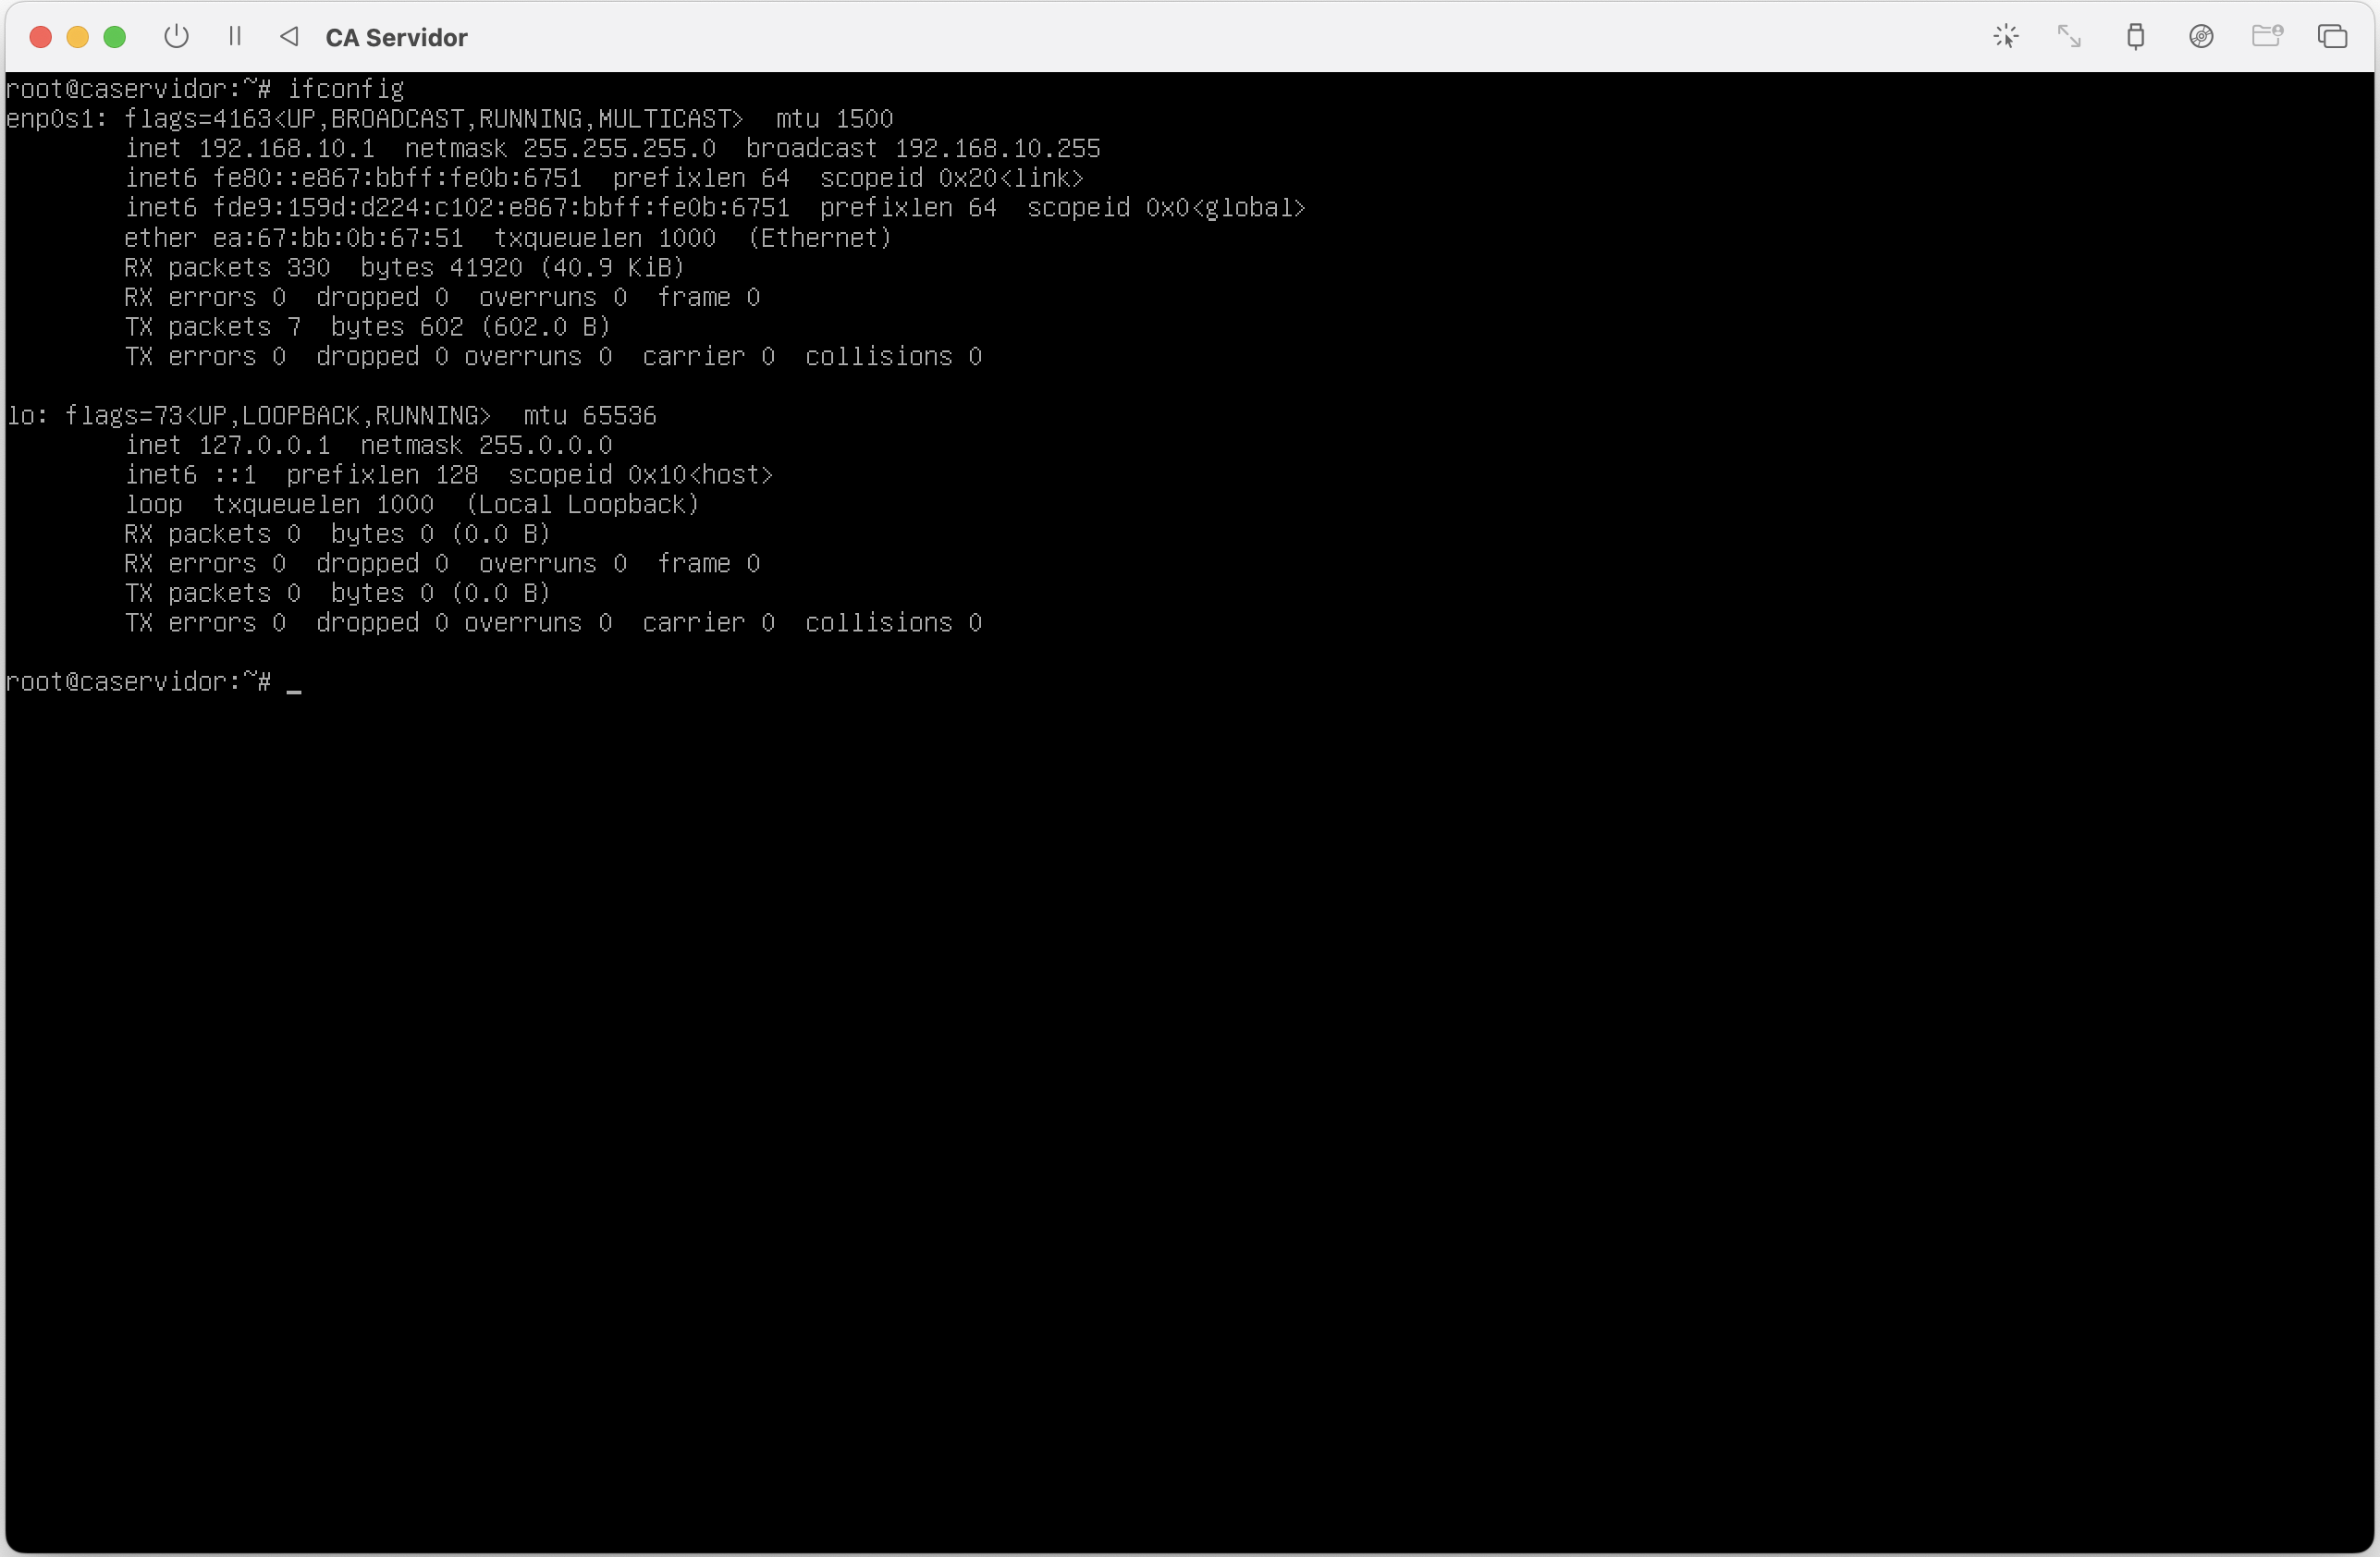 CA Servidor
root@caservidor:~# ifconfig
enp0s1: flags=4163<UP,BROADCAST,RUNNING,MULTICAST>  mtu 1500
        inet 192.168.10.1  netmask 255.255.255.0  broadcast 192.168.10.255
        inet6 fe80::e867:bbff:fe0b:6751  prefixlen 64  scopeid 0x20<link>
        inet6 fde9:159d:d224:c102:e867:bbff:fe0b:6751  prefixlen 64  scopeid 0x0<global>
        ether ea:67:bb:0b:67:51  txqueuelen 1000  (Ethernet)
        RX packets 330  bytes 41920 (40.9 KiB)
        RX errors 0  dropped 0  overruns 0  frame 0
        TX packets 7  bytes 602 (602.0 B)
        TX errors 0  dropped 0 overruns 0  carrier 0  collisions 0

lo: flags=73<UP,LOOPBACK,RUNNING>  mtu 65536
        inet 127.0.0.1  netmask 255.0.0.0
        inet6 ::1  prefixlen 128  scopeid 0x10<host>
        loop  txqueuelen 1000  (Local Loopback)
        RX packets 0  bytes 0 (0.0 B)
        RX errors 0  dropped 0  overruns 0  frame 0
        TX packets 0  bytes 0 (0.0 B)
        TX errors 0  dropped 0 overruns 0  carrier 0  collisions 0

root@caservidor:~# _